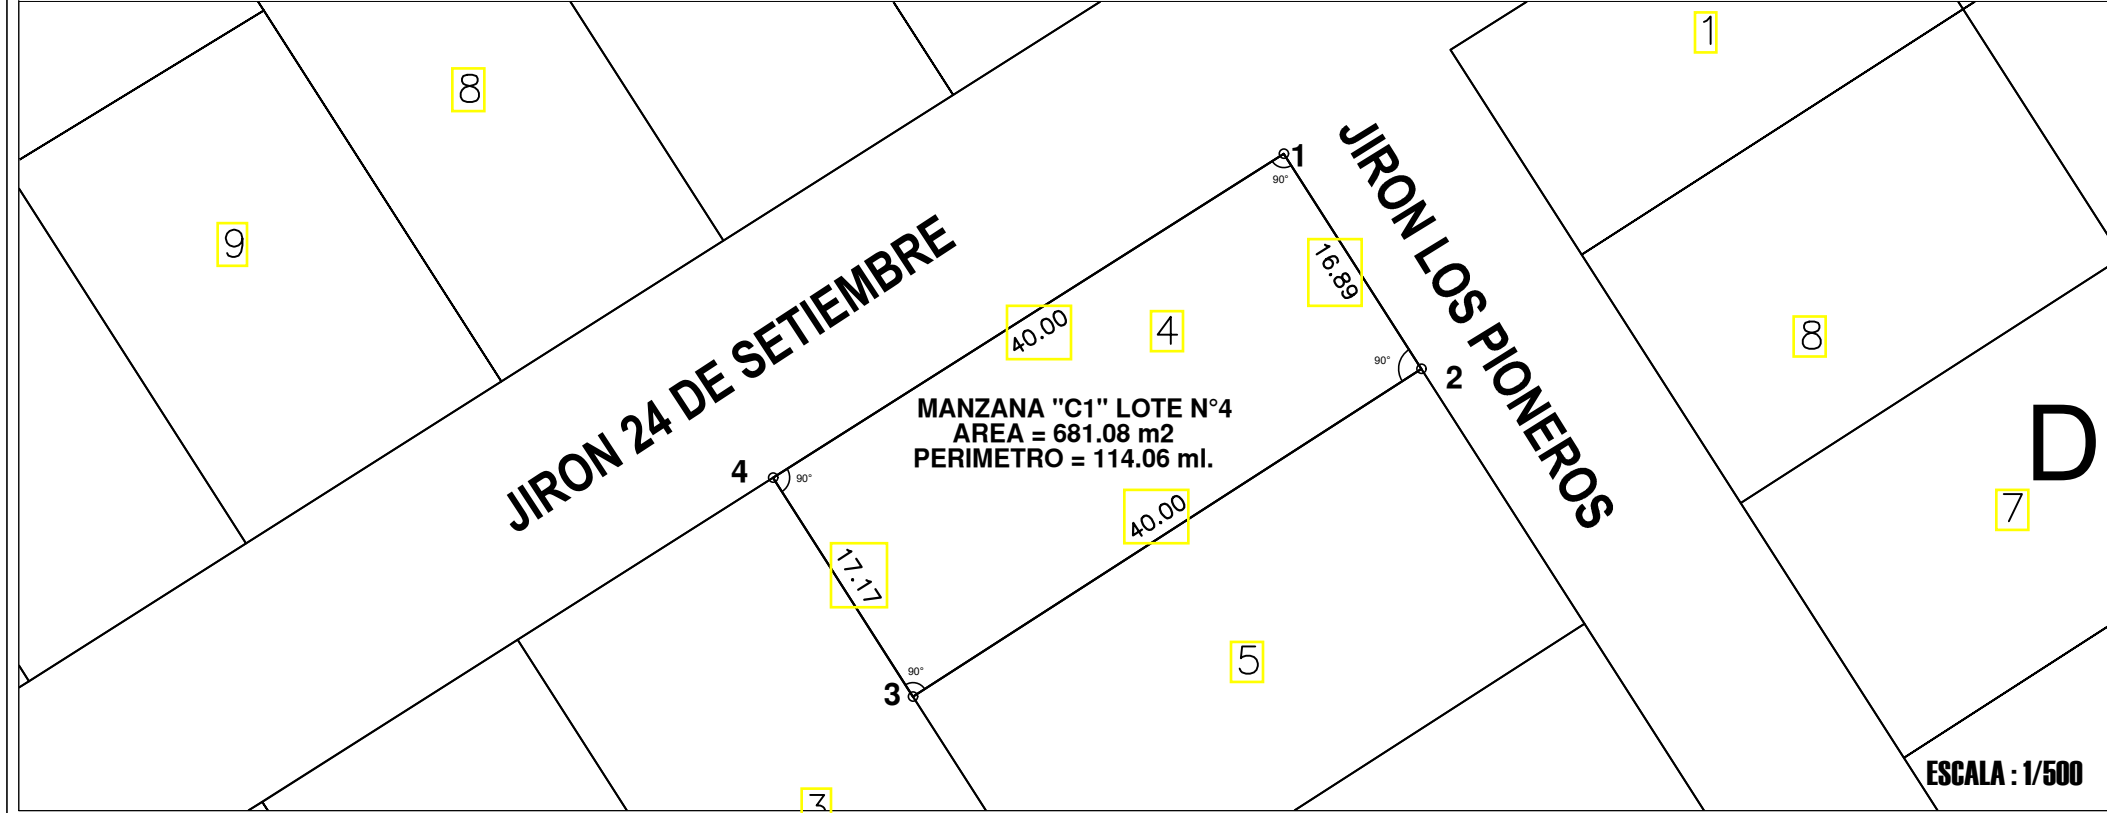 1
8
JIRON LOS PIONEROS
1
90°
9
JIRON 24 DE SETIEMBRE
16.89
40.00
4
8
90°
2
MANZANA "C1" LOTE N°4
AREA = 681.08 m2
PERIMETRO = 114.06 ml.
D
4
90°
40.00
7
17.17
5
90°
3
ESCALA : 1/500
3